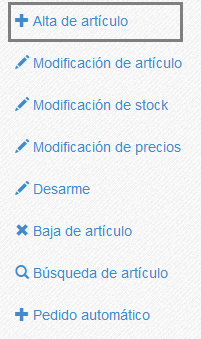 Alta de artículo
Modificación de artículo
Modificación de stock
Modificación de precios
Desarme
Baja de artículo
Búsqueda de artículo
Pedido automático